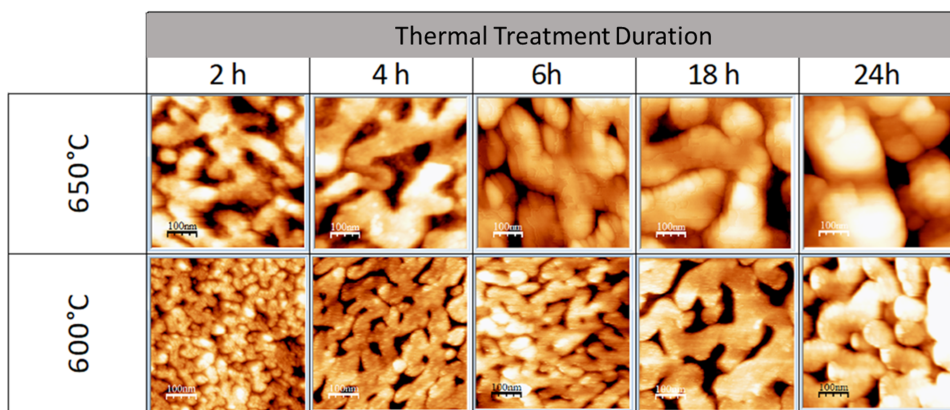 Thermal Treatment Duration
2 h 4 h 6h 18 h 24h
650°C
100nm 100nm 100nm 100nm 100nm
600°C
100nm 100nm 100nm 100nm 100nm